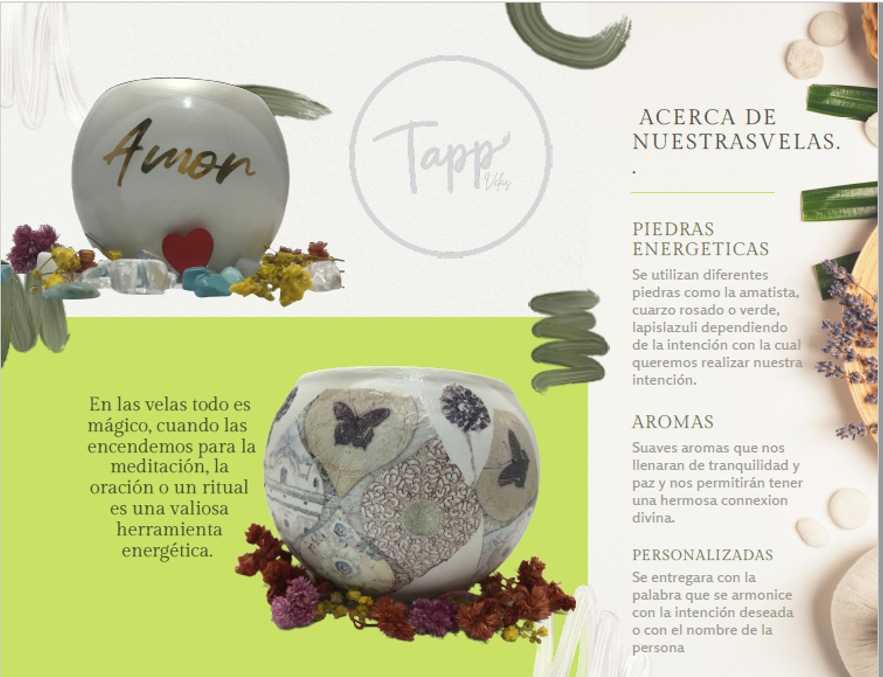 Amor
Tapp
Velas
En las velas todo es
mágico, cuando las
encendemos para la
meditación, la
oración o un ritual
es una valiosa
herramienta
energética.
ACERCA DE
NUESTRASVELAS.
.
PIEDRAS
ENERGETICAS
Se utilizan diferentes
piedras como la amatista,
cuarzo rosado o verde,
lapislazuli dependiendo
de la intención con la cual
queremos realizar nuestra
intención.
AROMAS
Suaves aromas que nos
llenaran de tranquilidad y
paz y nos permitirán tener
una hermosa connexion
divina.
PERSONALIZADAS
Se entregara con la
palabra que se armonice
con la intención deseada
o con el nombre de la
persona